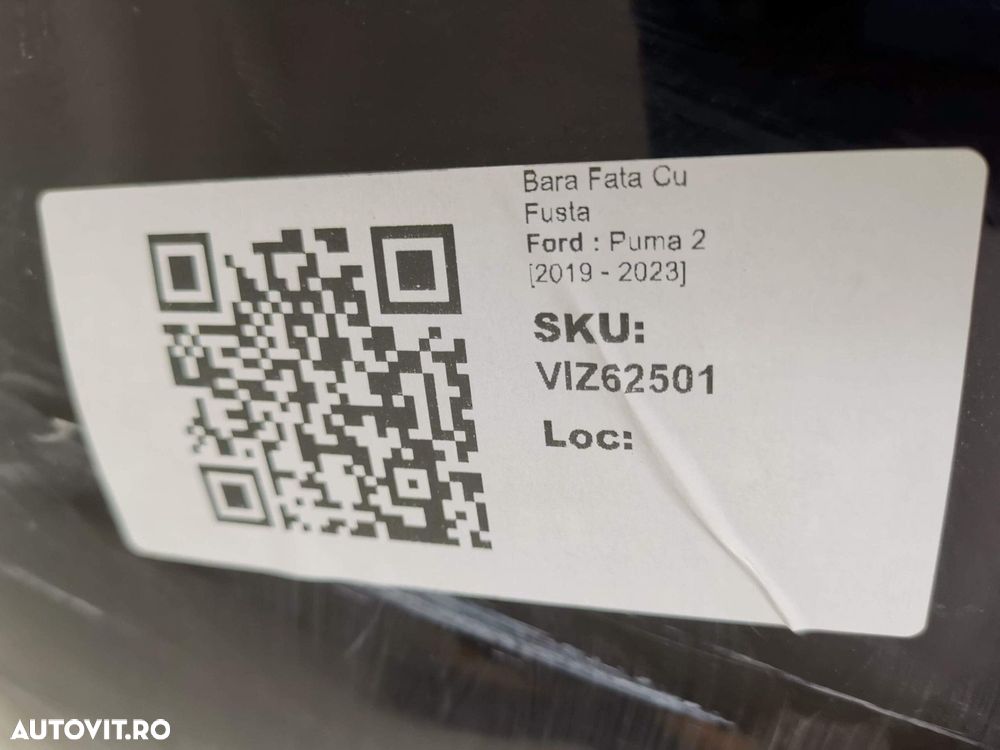 Bara Fata Cu
Fusta
Ford : Puma 2
[2019 - 2023]
SKU:
VIZ62501
Loc:
AUTOVIT.RO